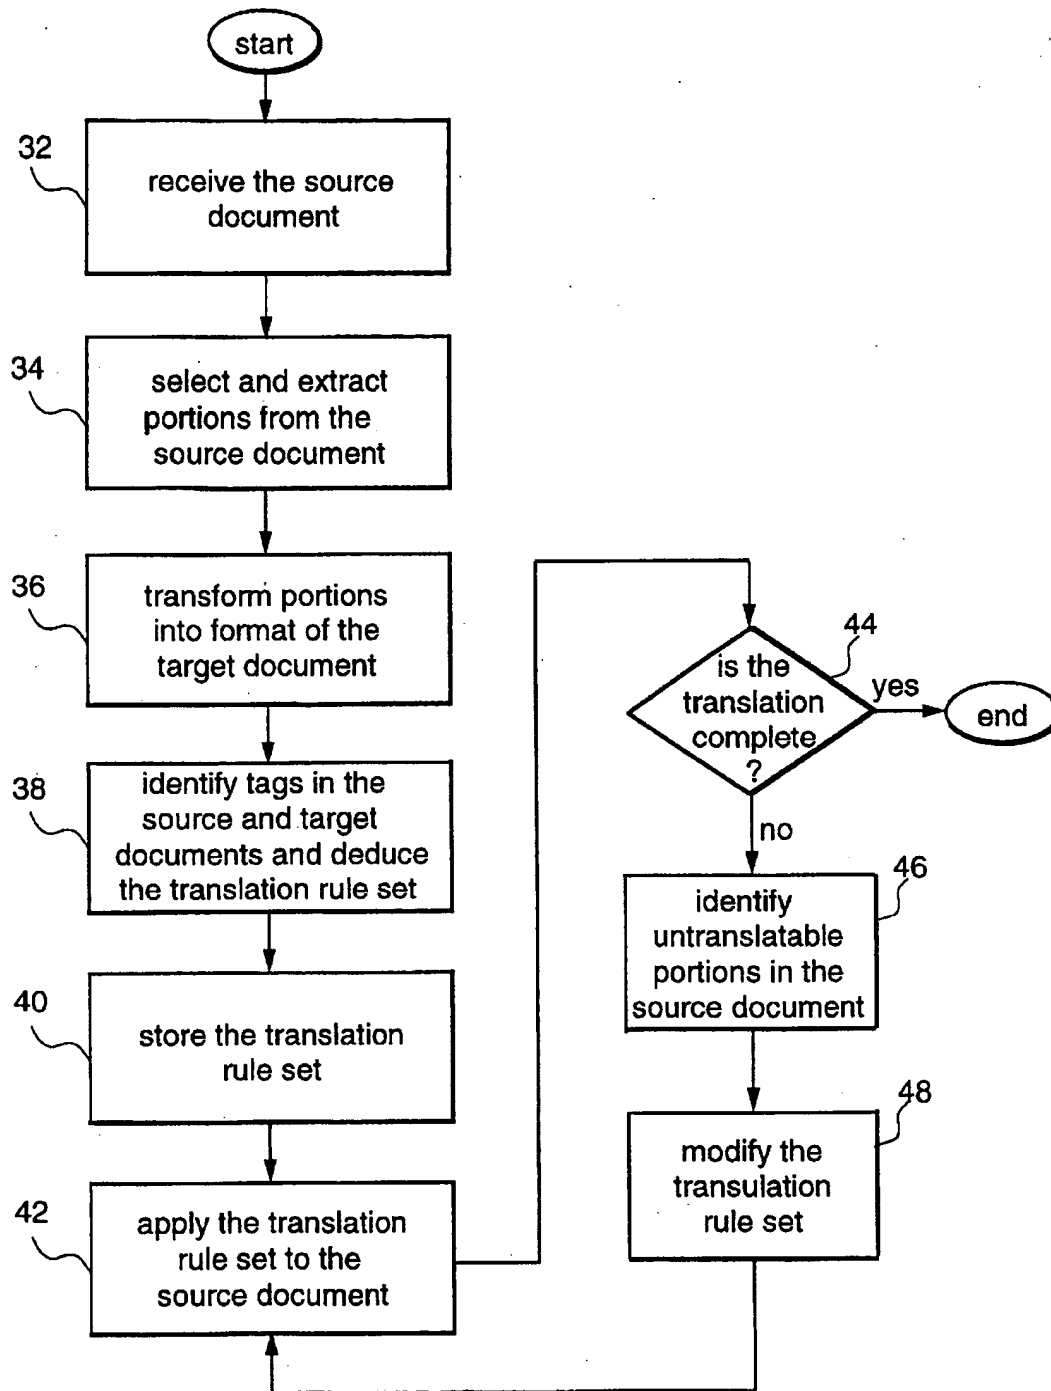 start
32
receive the source
document
34
select and extract
portions from the
source document
36
transform portions
into format of the
target document
38
identify tags in the
source and target
documents and deduce
the translation rule set
40
store the translation
rule set
42
apply the translation
rule set to the
source document
44
is the
translation
complete
?
yes
end
no
46
identify
untranslatable
portions in the
source document
48
modify the
transulation
rule set